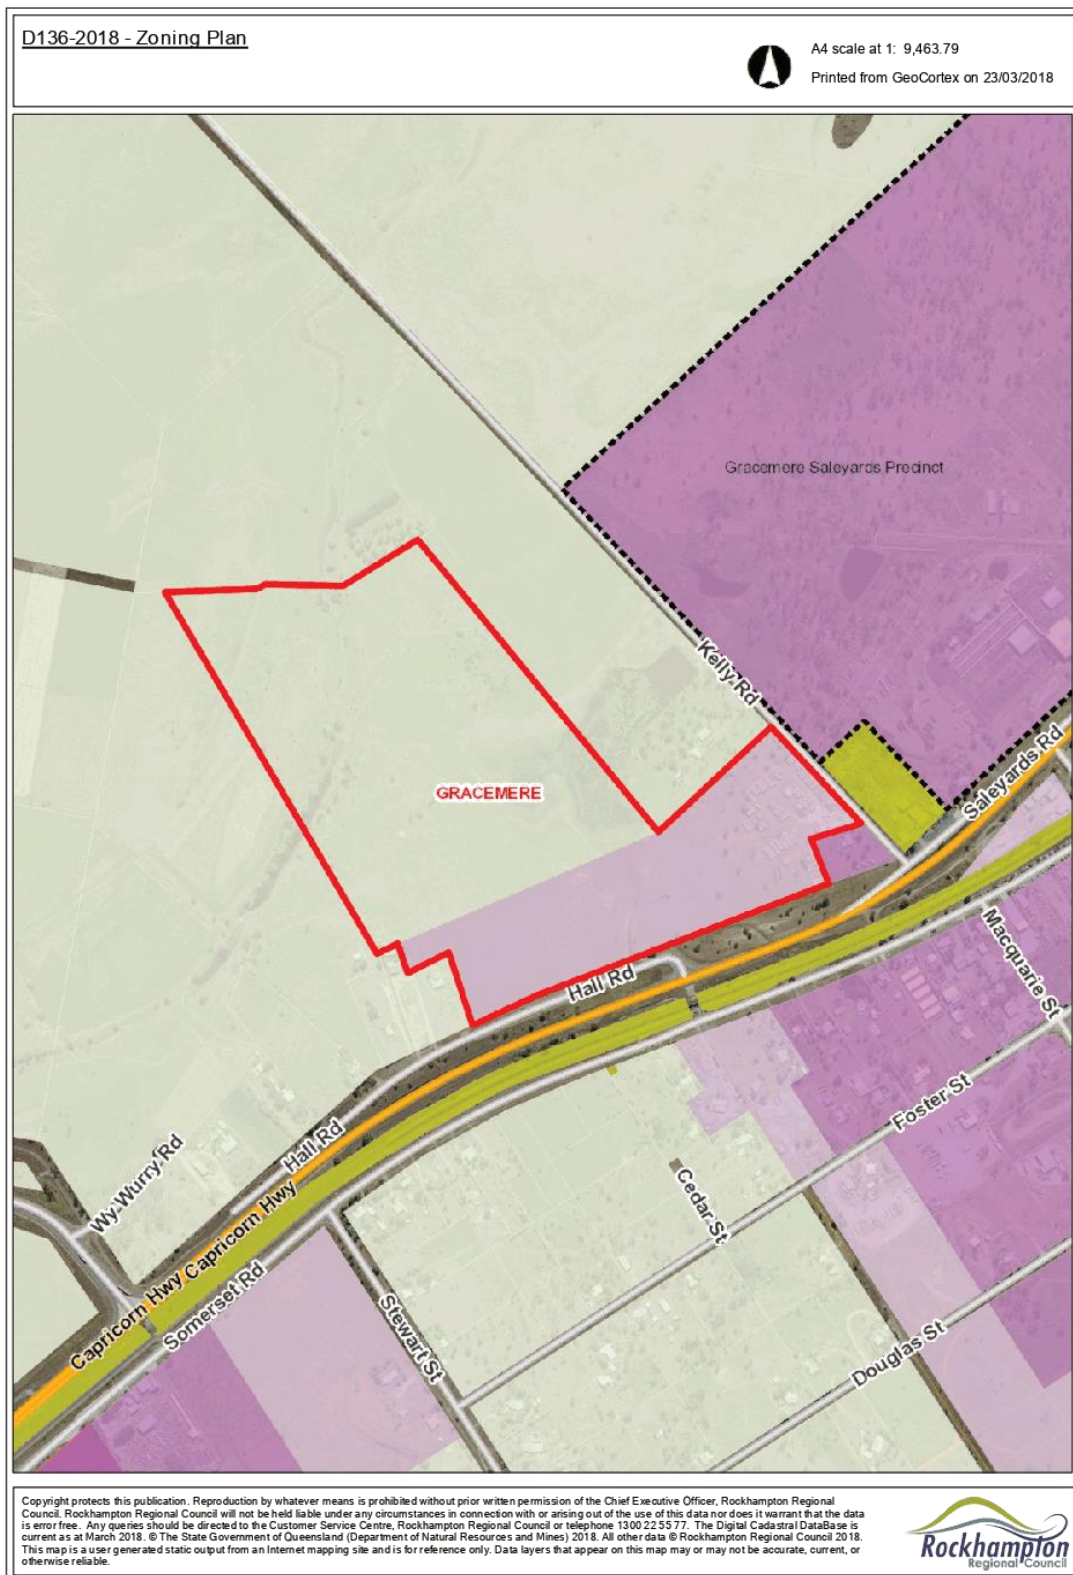 D136-2018 - Zoning Plan
A4 scale at 1: 9,463.79
Printed from GeoCortex on 23/03/2018
Gracemere Saleyards Precinct
Kelly Rd
Saleyards Rd
GRACEMERE
Macquarie St
Hall Rd
Foster St
Wy-Wurry Rd
Hall Rd
Cedar St
Capricorn Hwy
Capricorn Hwy
Somerset Rd
Stewart St
Douglas St
Copyright protects this publication. Reproduction by whatever means is prohibited without prior written permission of the Chief Executive Officer, Rockhampton Regional
Council. Rockhampton Regional Council will not be held liable under any circumstances in connection with or arising out of the use of this data nor does it warrant that the data
is error free. Any queries should be directed to the Customer Service Centre, Rockhampton Regional Council or telephone 1300 22 55 77. The Digital Cadastral DataBase is
current as at March 2018. © The State Government of Queensland (Department of Natural Resources and Mines) 2018. All other data © Rockhampton Regional Council 2018.
This map is a user generated static output from an Internet mapping site and is for reference only. Data layers that appear on this map may or may not be accurate, current, or
otherwise reliable.
Rockhampton
Regional Council